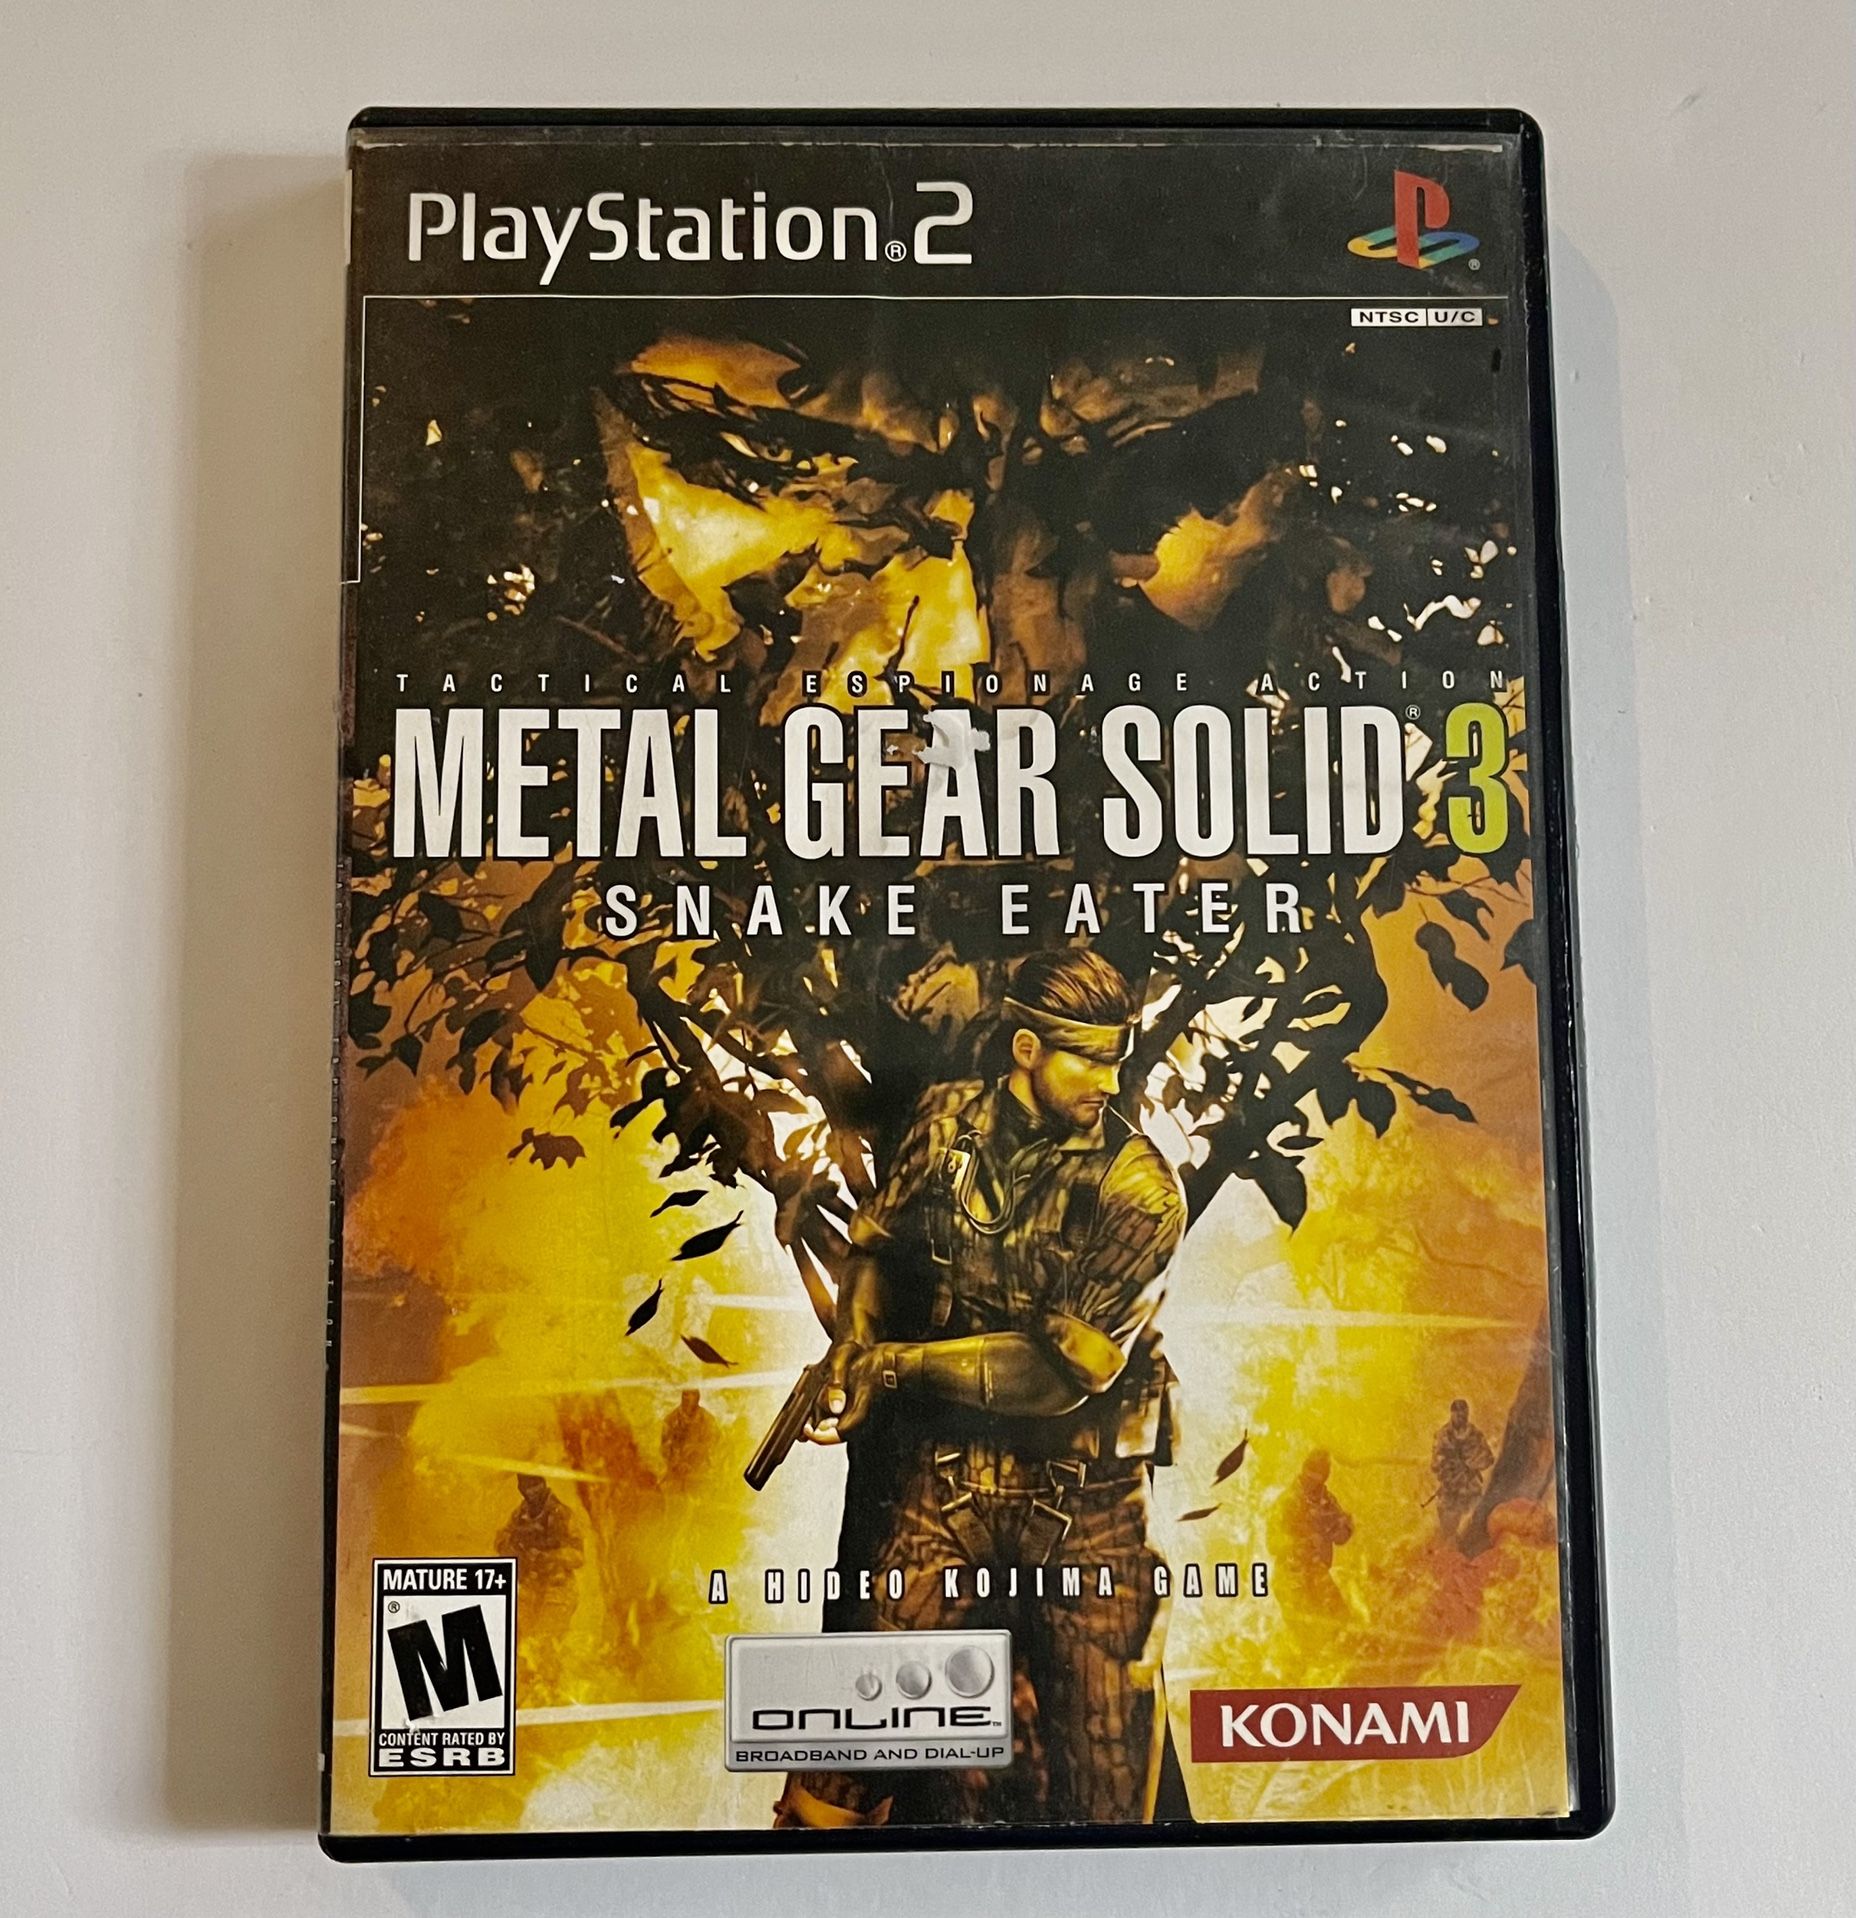 PlayStation®2
NTSC U/C
TACTICAL ESPIONAGE ACTION
METAL GEAR SOLID® 3
SNAKE EATER
A HIDEO KOJIMA GAME
MATURE 17+
M®
CONTENT RATED BY
ESRB
ONLINE™
BROADBAND AND DIAL-UP
KONAMI